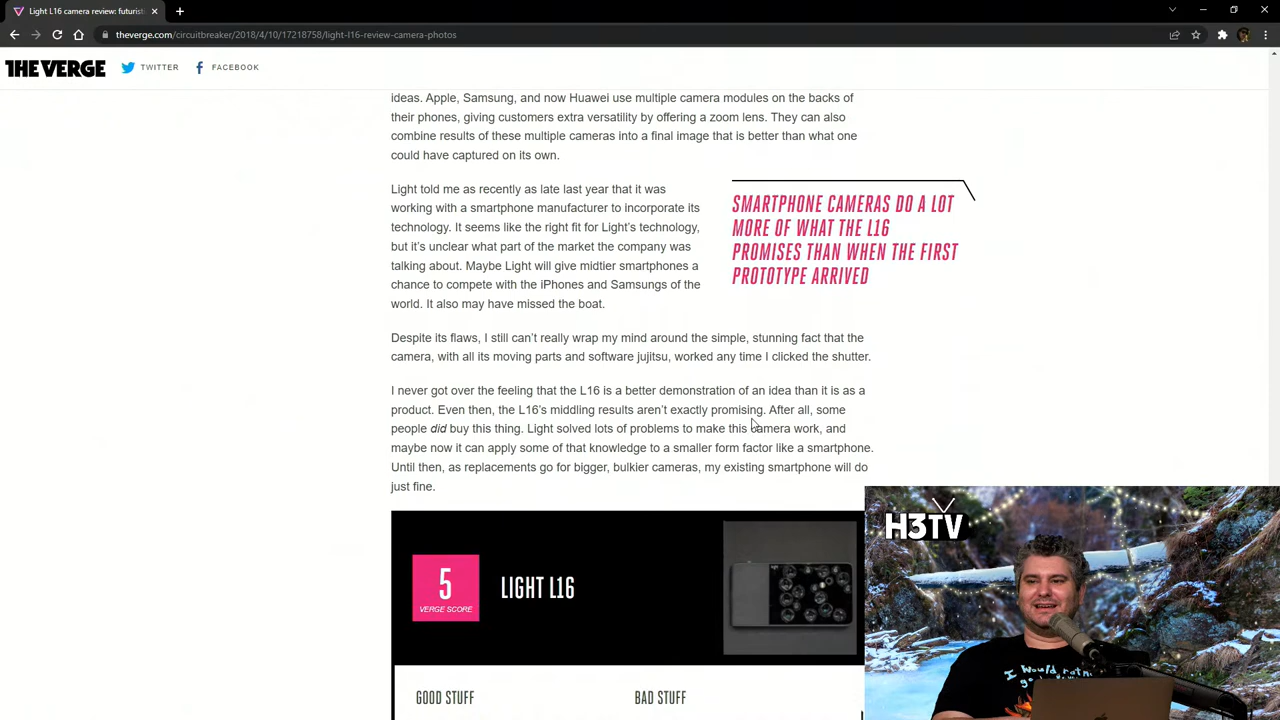 Light L16 camera review: futuris
theverge.com/circuitbreaker/2018/4/10/17218758/light-l16-review-camera-photos
THE VERGE TWITTER FACEBOOK
ideas. Apple, Samsung, and now Huawei use multiple camera modules on the backs of
their phones, giving customers extra versatility by offering a zoom lens. They can also
combine results of these multiple cameras into a final image that is better than what one
could have captured on its own.
Light told me as recently as late last year that it was
working with a smartphone manufacturer to incorporate its
technology. It seems like the right fit for Light's technology,
but it's unclear what part of the market the company was
talking about. Maybe Light will give midtier smartphones a
chance to compete with the iPhones and Samsungs of the
world. It also may have missed the boat.
SMARTPHONE CAMERAS DO A LOT
MORE OF WHAT THE L16
PROMISES THAN WHEN THE FIRST
PROTOTYPE ARRIVED
Despite its flaws, I still can't really wrap my mind around the simple, stunning fact that the
camera, with all its moving parts and software jujitsu, worked any time I clicked the shutter.
I never got over the feeling that the L16 is a better demonstration of an idea than it is as a
product. Even then, the L16's middling results aren't exactly promising. After all, some
people did buy this thing. Light solved lots of problems to make this camera work, and
maybe now it can apply some of that knowledge to a smaller form factor like a smartphone.
Until then, as replacements go for bigger, bulkier cameras, my existing smartphone will do
just fine.
5
VERGE SCORE
LIGHT L16
GOOD STUFF
BAD STUFF
H3TV
I Would